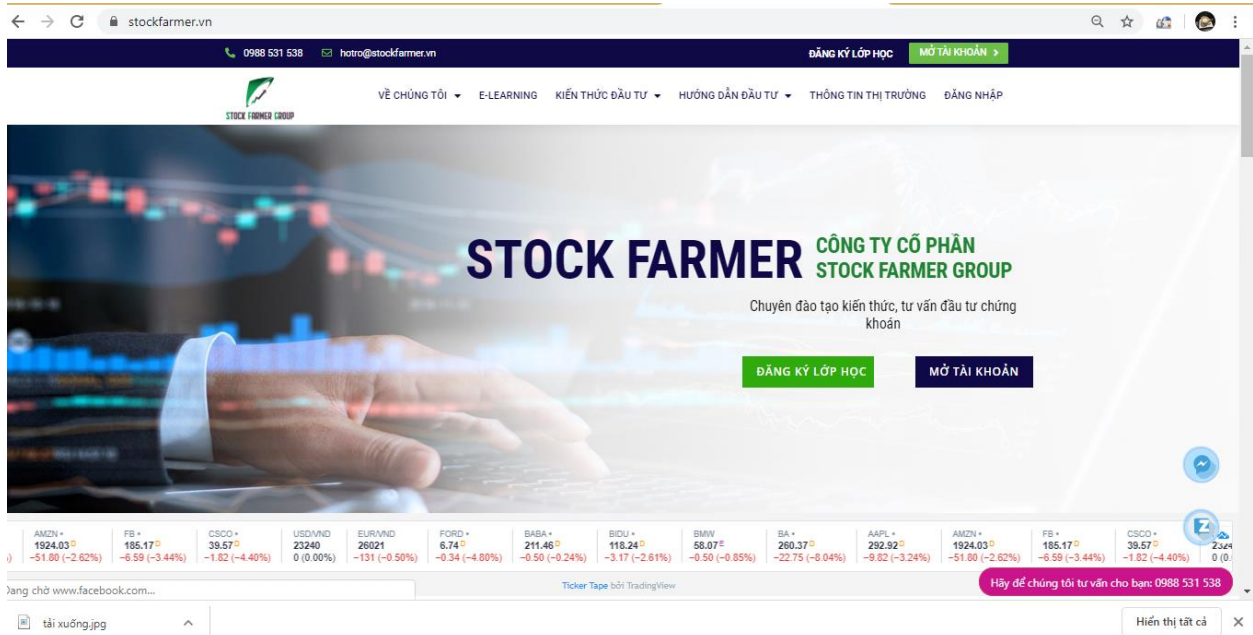 stockfarmer.vn
0988 531 538 hotro@stockfarmer.vn ĐĂNG KÝ LỚP HỌC MỞ TÀI KHOẢN >
STOCK FARMER GROUP
VỀ CHÚNG TÔI E-LEARNING KIẾN THỨC ĐẦU TƯ HƯỚNG DẪN ĐẦU TƯ THÔNG TIN THỊ TRƯỜNG ĐĂNG NHẬP
STOCK FARMER
CÔNG TY CỔ PHẦN
STOCK FARMER GROUP
Chuyên đào tạo kiến thức, tư vấn đầu tư chứng
khoán
ĐĂNG KÝ LỚP HỌC MỞ TÀI KHOẢN
AMZN FB CSCO USD/VND EUR/VND FORD BABA BIDU BMW BA AAPL AMZN FB CSCO
1924.03 D 185.17 D 39.57 D 23240 26021 6.74 D 211.46 D 118.24 D 58.07 E 260.37 D 292.92 D 1924.03 D 185.17 D 39.57 D
−51.80 (−2.62%) −6.59 (−3.44%) −1.82 (−4.40%) 0 (0.00%) −131 (−0.50%) −0.34 (−4.80%) −0.50 (−0.24%) −3.17 (−2.61%) −0.50 (−0.85%) −22.75 (−8.04%) −9.82 (−3.24%) −51.80 (−2.62%) −6.59 (−3.44%) −1.82 (−4.40%)
Ticker Tape bởi TradingView
Hãy để chúng tôi tư vấn cho bạn: 0988 531 538
Đang chờ www.facebook.com...
tải xuống.jpg Hiển thị tất cả